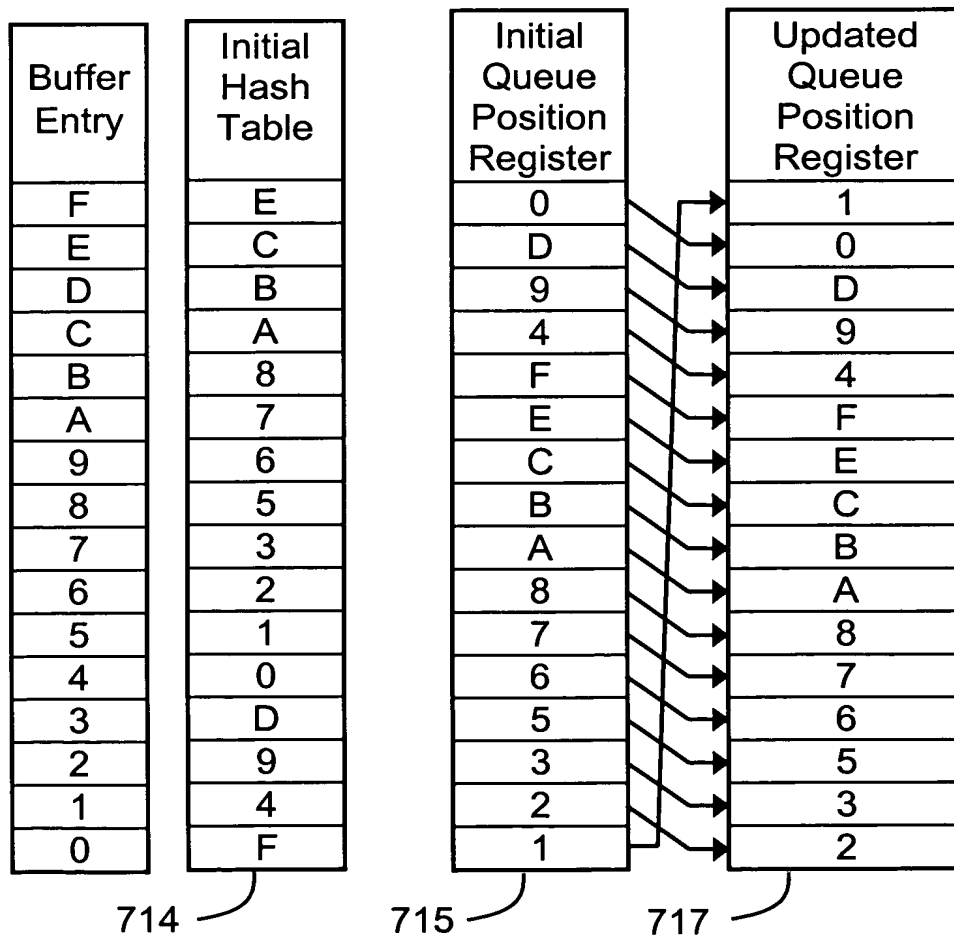 Buffer
Entry
Initial
Hash
Table
Initial
Queue
Position
Register
Updated
Queue
Position
Register
F E 0 1
E C D 0
D B 9 D
C A 4 9
B 8 F 4
A 7 E F
9 6 C E
8 5 B C
7 3 A B
6 2 8 A
5 1 7 8
4 0 6 7
3 D 5 6
2 9 3 5
1 4 2 3
0 F 1 2
714 715 717